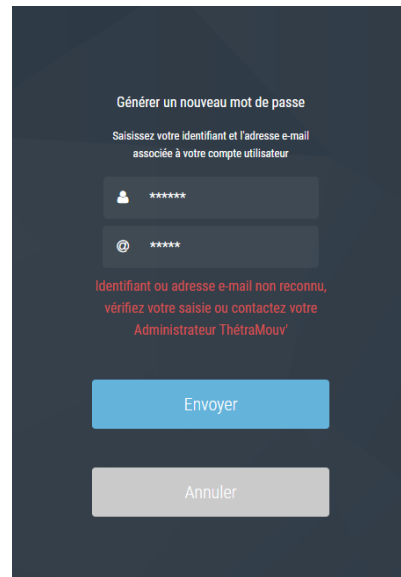 Générer un nouveau mot de passe
Saisissez votre identifiant et l'adresse e-mail
associée à votre compte utilisateur
******
@ *****
Identifiant ou adresse e-mail non reconnu,
vérifiez votre saisie ou contactez votre
Administrateur ThétraMouv'
Envoyer
Annuler